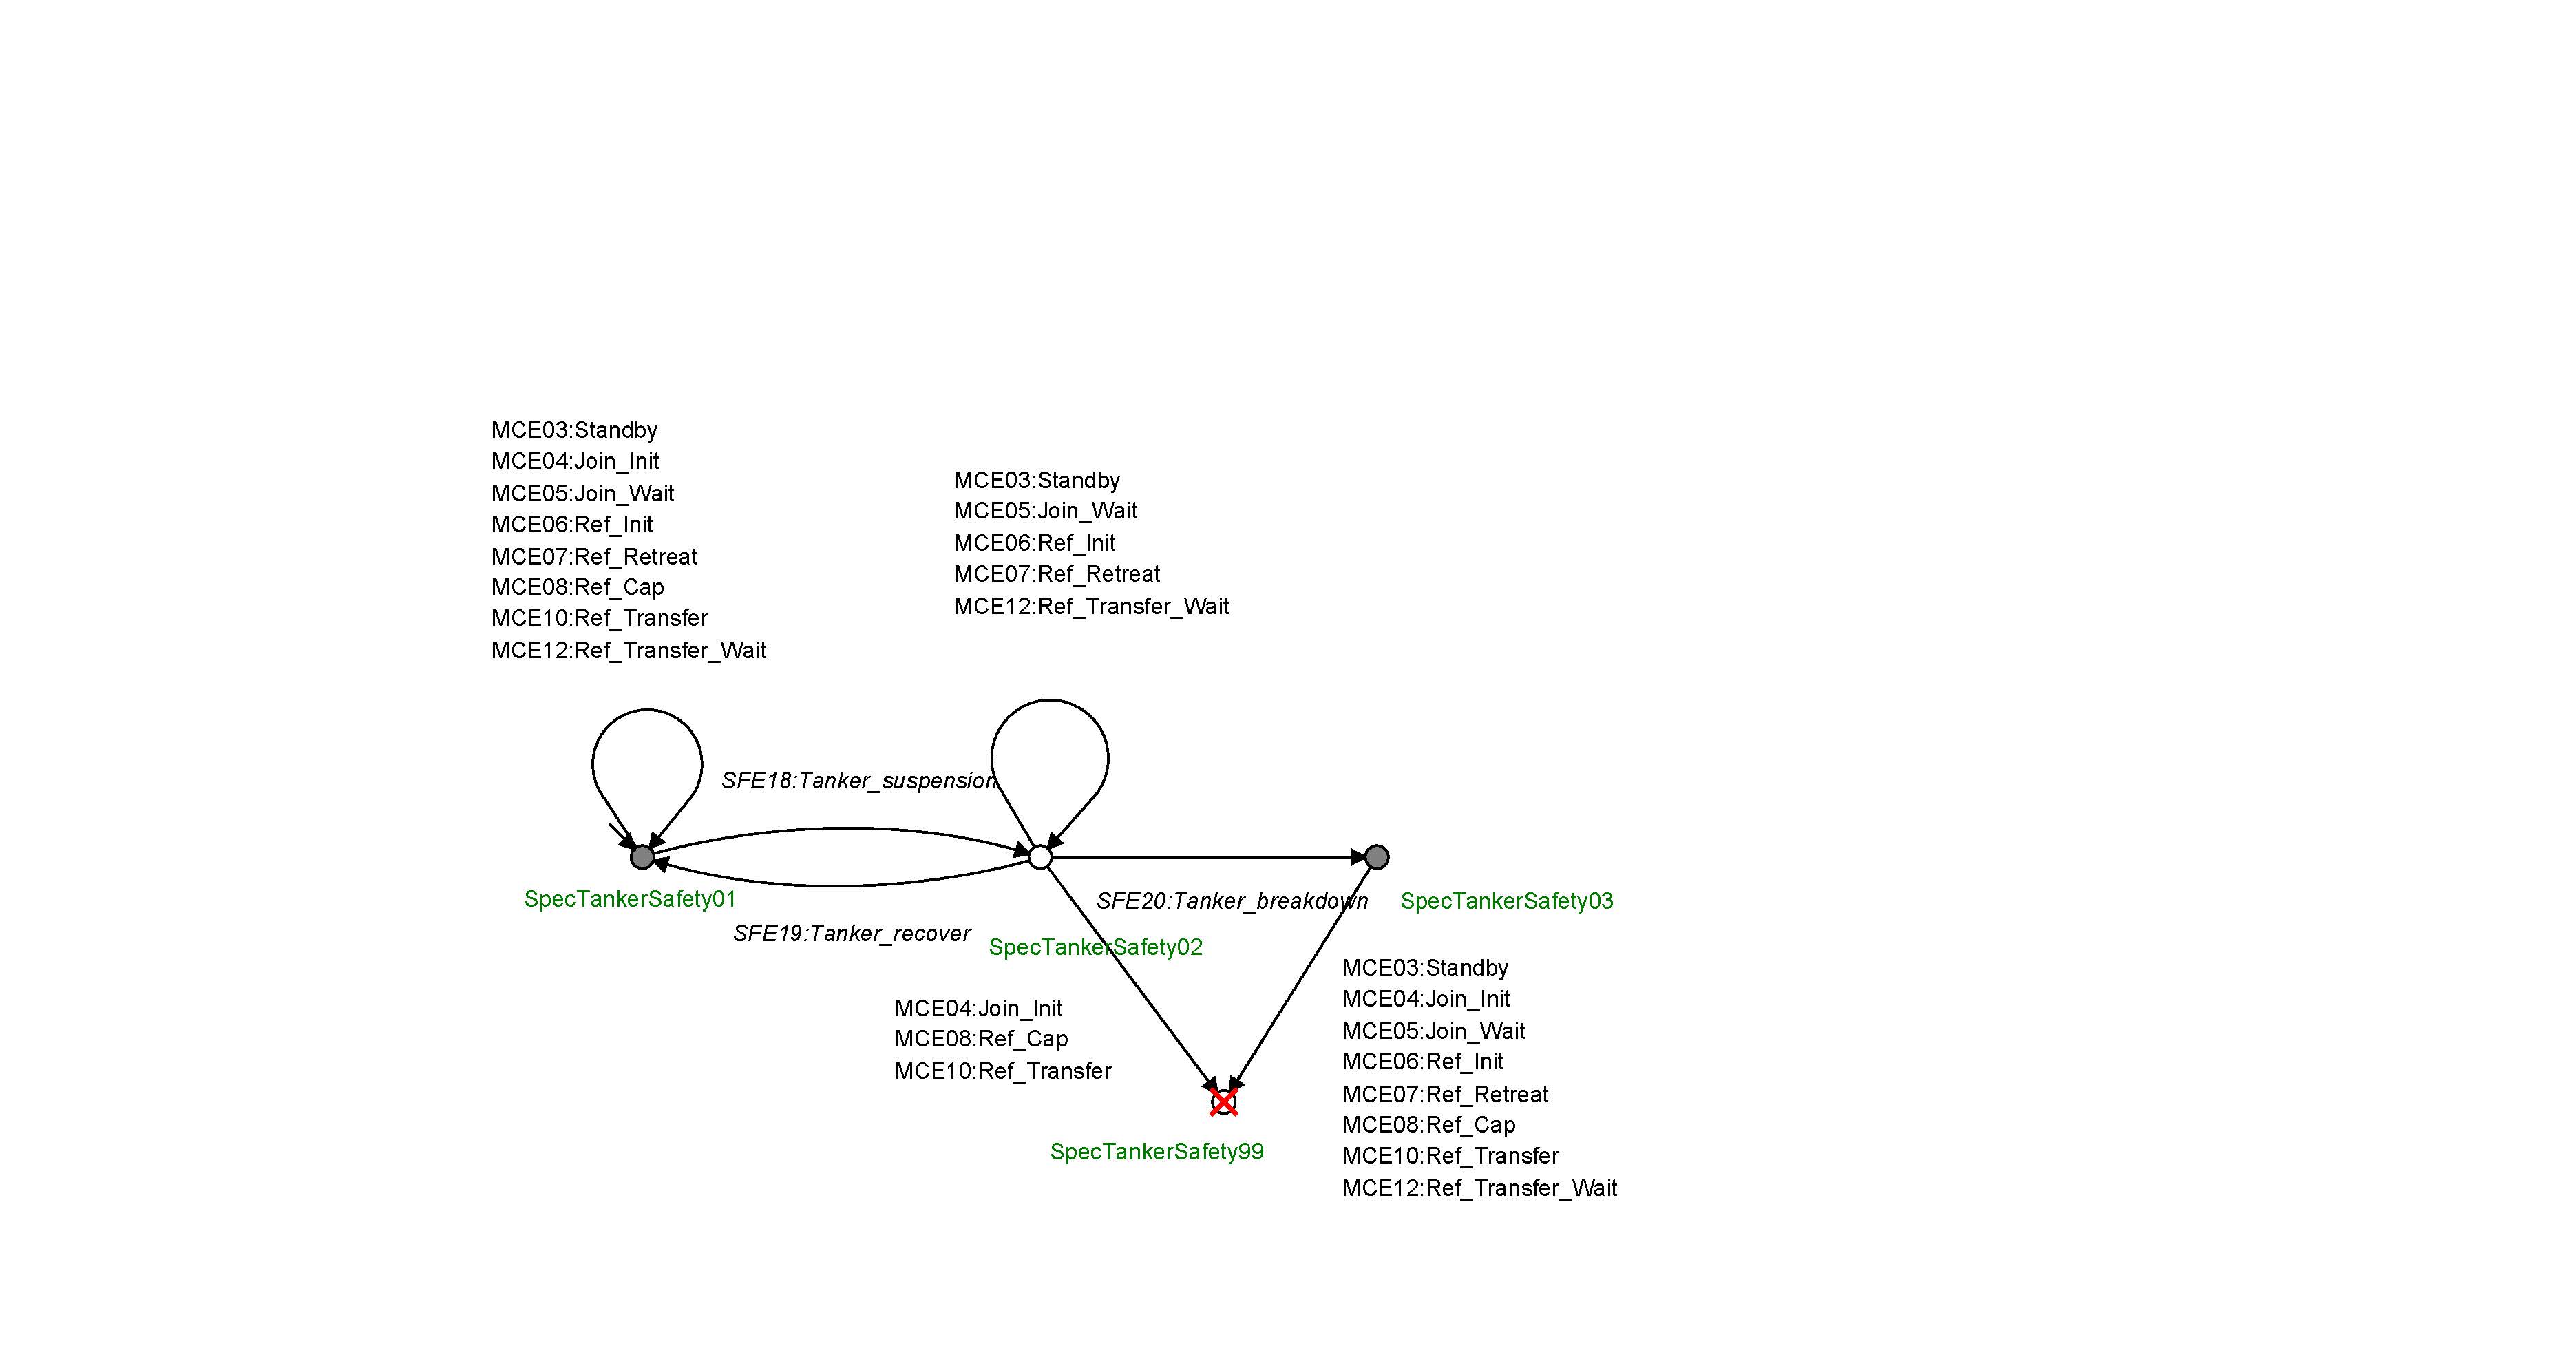 MCE03:Standby
MCE04:Join_Init
MCE05:Join_Wait
MCE06:Ref_Init
MCE07:Ref_Retreat
MCE08:Ref_Cap
MCE10:Ref_Transfer
MCE12:Ref_Transfer_Wait
MCE03:Standby
MCE05:Join_Wait
MCE06:Ref_Init
MCE07:Ref_Retreat
MCE12:Ref_Transfer_Wait
SFE18:Tanker_suspension
SpecTankerSafety01
SFE19:Tanker_recover
SpecTankerSafety02
SFE20:Tanker_breakdown
SpecTankerSafety03
MCE04:Join_Init
MCE08:Ref_Cap
MCE10:Ref_Transfer
SpecTankerSafety99
MCE03:Standby
MCE04:Join_Init
MCE05:Join_Wait
MCE06:Ref_Init
MCE07:Ref_Retreat
MCE08:Ref_Cap
MCE10:Ref_Transfer
MCE12:Ref_Transfer_Wait